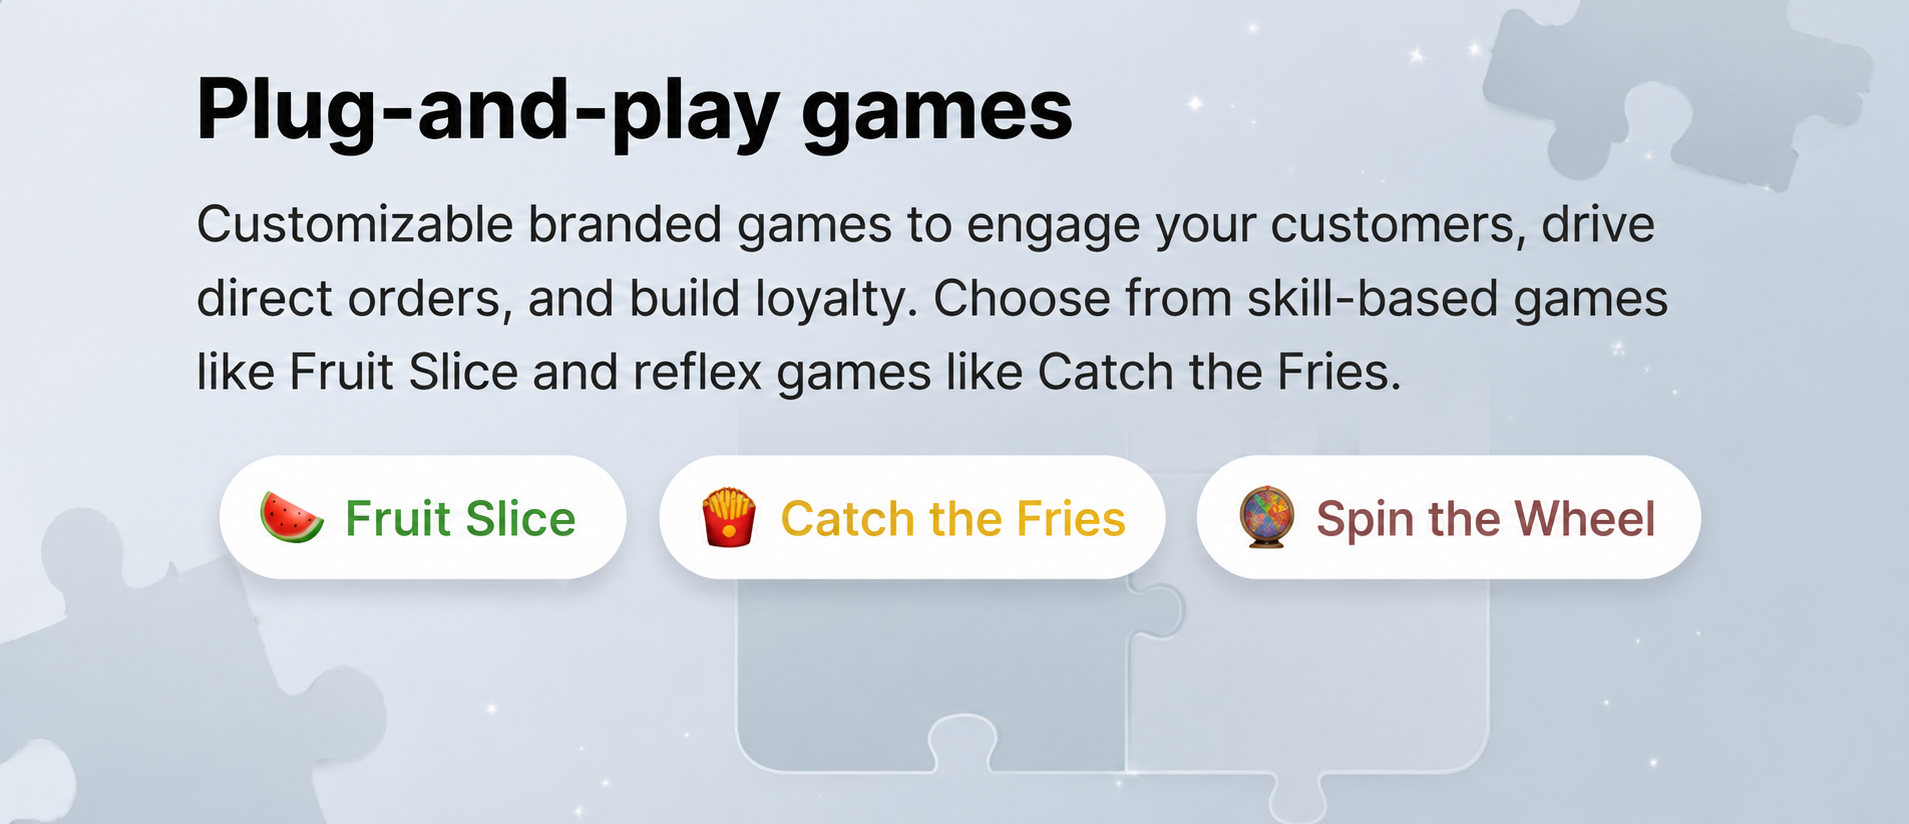 Plug-and-play games
Customizable branded games to engage your customers, drive
direct orders, and build loyalty. Choose from skill-based games
like Fruit Slice and reflex games like Catch the Fries.
Fruit Slice
Catch the Fries
Spin the Wheel